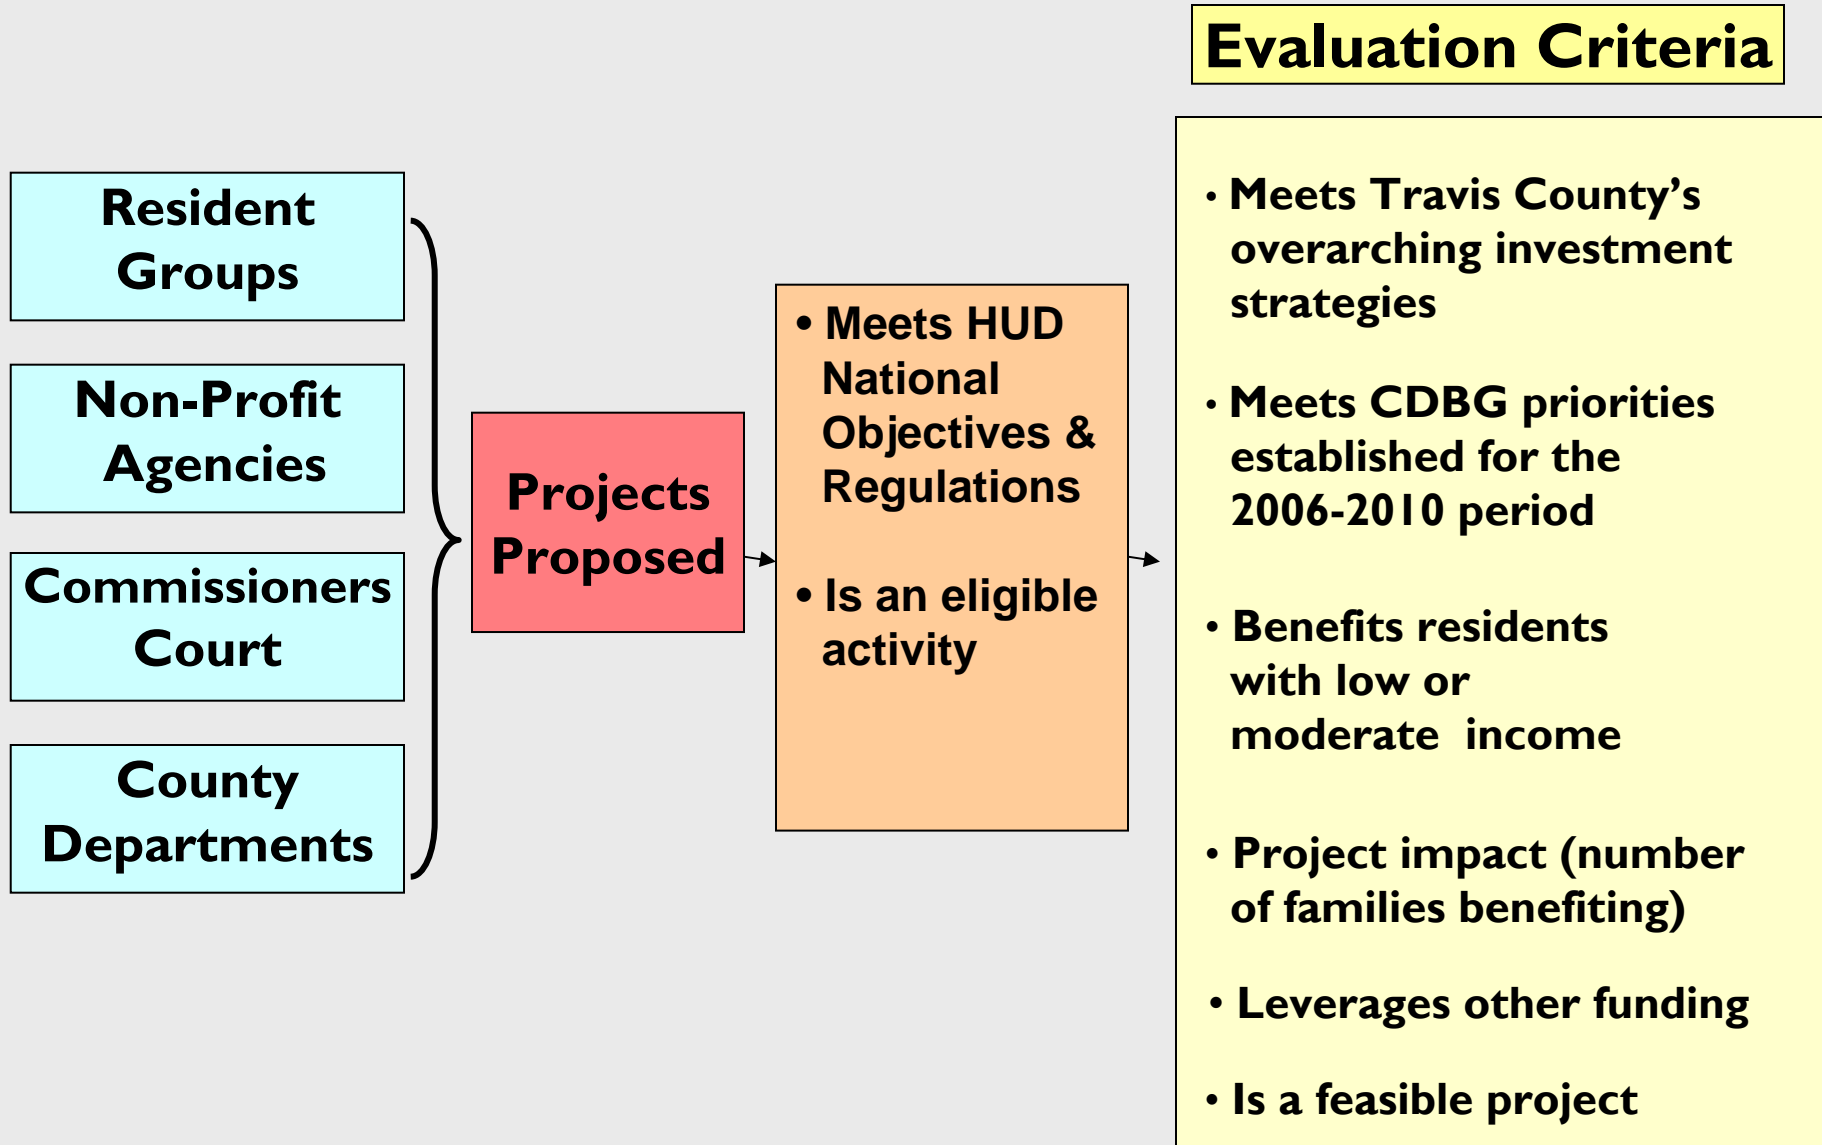 Evaluation Criteria
Resident
Groups
Non-Profit
Agencies
Commissioners
Court
County
Departments
Projects
Proposed
• Meets HUD
National
Objectives &
Regulations
• Is an eligible
activity
• Meets Travis County’s
overarching investment
strategies
• Meets CDBG priorities
established for the
2006-2010 period
• Benefits residents
with low or
moderate income
• Project impact (number
of families benefiting)
• Leverages other funding
• Is a feasible project